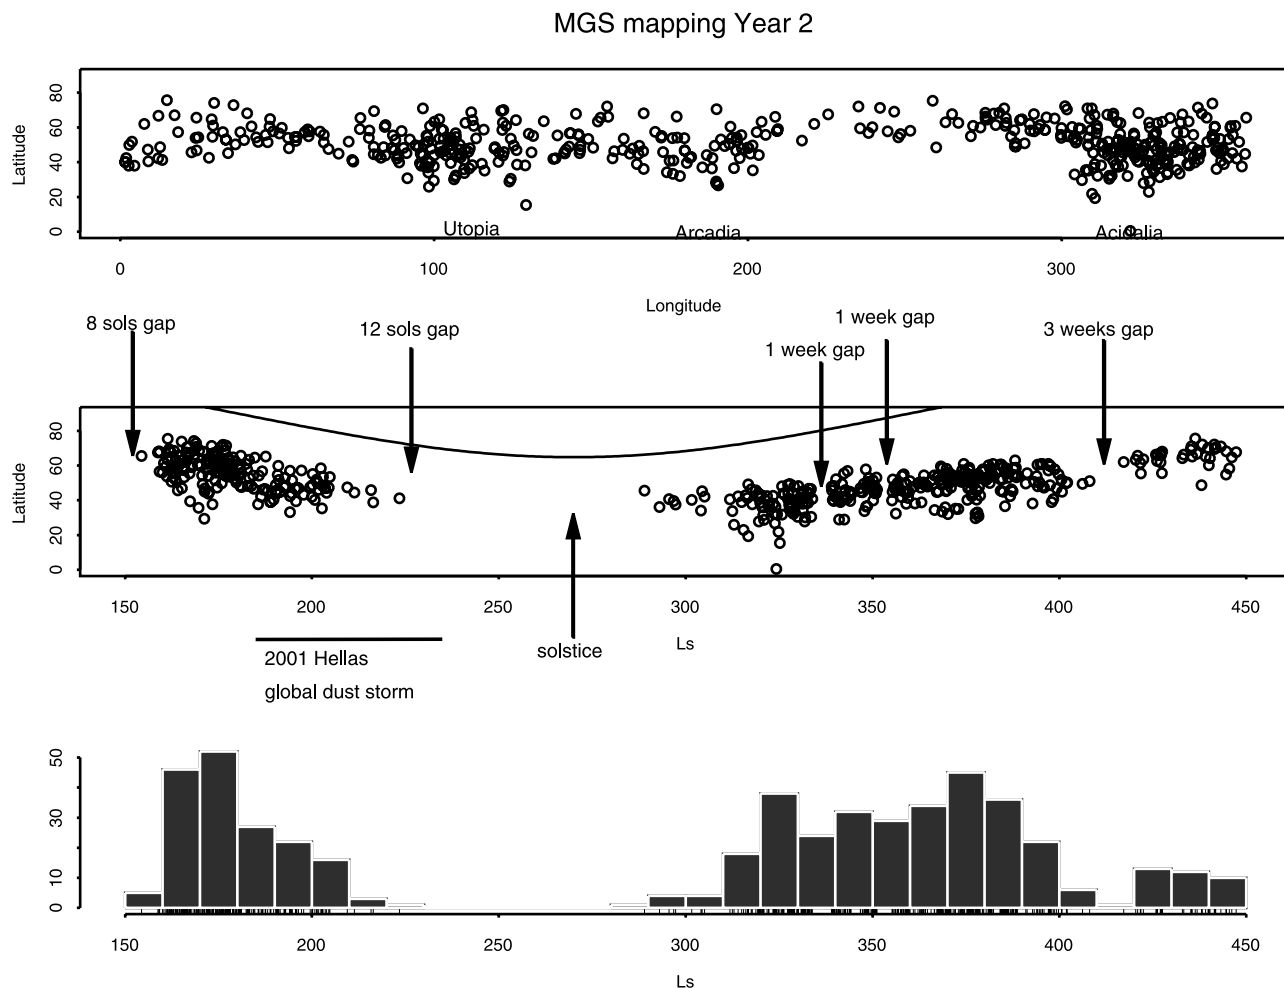 MGS mapping Year 2
Latitude
80
60
40
20
0
Utopia
Arcadia
Acidalia
0
100
200
300
Longitude
8 sols gap
12 sols gap
1 week gap
1 week gap
3 weeks gap
Latitude
80
60
40
20
0
150
200
250
300
350
400
450
Ls
solstice
2001 Hellas
global dust storm
50
30
10
0
150
200
250
300
350
400
450
Ls